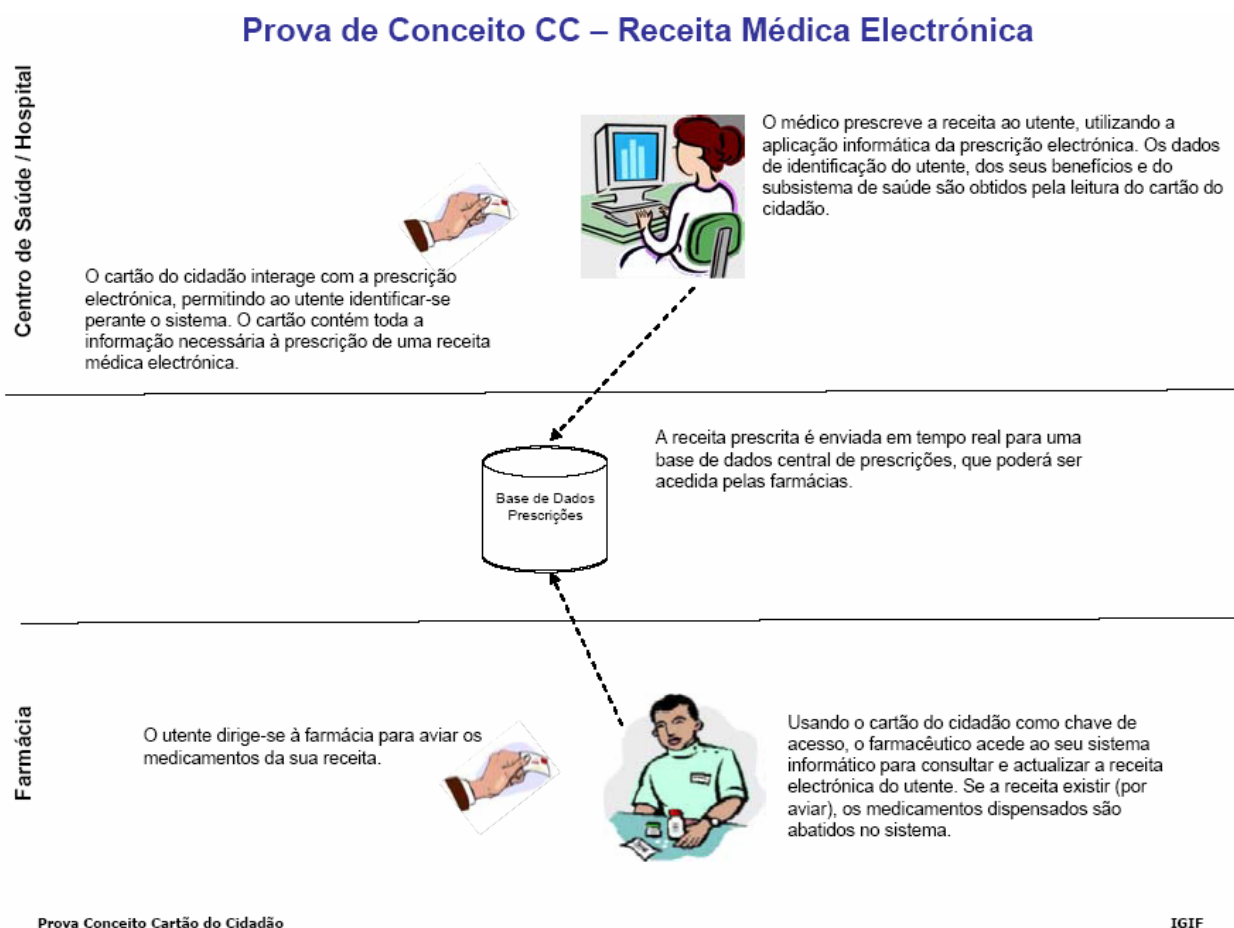 Prova de Conceito CC – Receita Médica Electrónica
Centro de Saúde / Hospital
O médico prescreve a receita ao utente, utilizando a
aplicação informática da prescrição electrónica. Os dados
de identificação do utente, dos seus benefícios e do
subsistema de saúde são obtidos pela leitura do cartão do
cidadão.
O cartão do cidadão interage com a prescrição
electrónica, permitindo ao utente identificar-se
perante o sistema. O cartão contém toda a
informação necessária à prescrição de uma receita
médica electrónica.
A receita prescrita é enviada em tempo real para uma
base de dados central de prescrições, que poderá ser
acedida pelas farmácias.
Base de Dados
Prescrições
Farmácia
O utente dirige-se à farmácia para aviar os
medicamentos da sua receita.
Usando o cartão do cidadão como chave de
acesso, o farmacêutico acede ao seu sistema
informático para consultar e actualizar a receita
electrónica do utente. Se a receita existir (por
aviar), os medicamentos dispensados são
abatidos no sistema.
Prova Conceito Cartão do Cidadão
IGIF